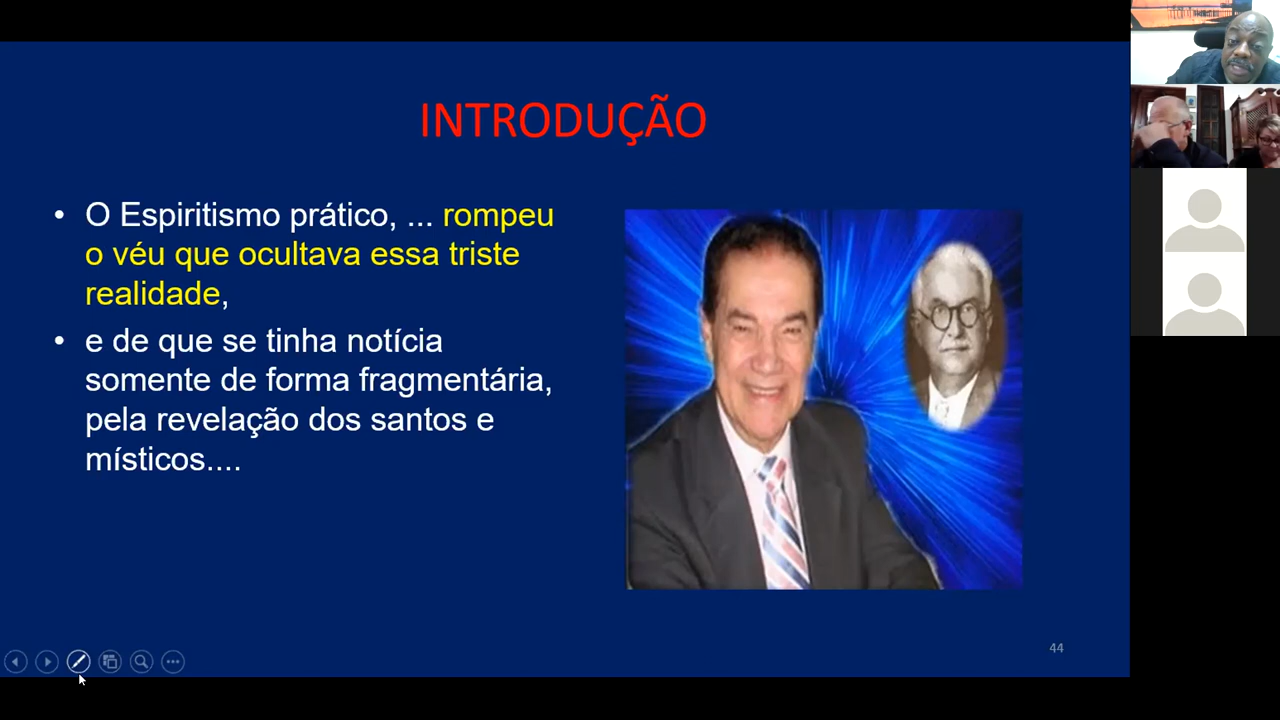 INTRODUÇÃO
• O Espiritismo prático, ... rompeu
o véu que ocultava essa triste
realidade,
• e de que se tinha notícia
somente de forma fragmentária,
pela revelação dos santos e
místicos....
44